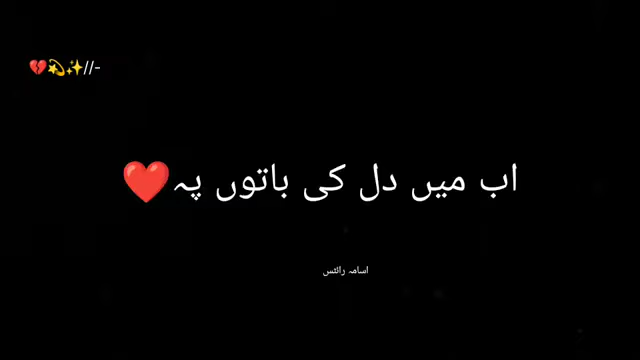 💔💫✨//-
اب میں دل کی باتوں پہ❤️
اسامہ رائٹس